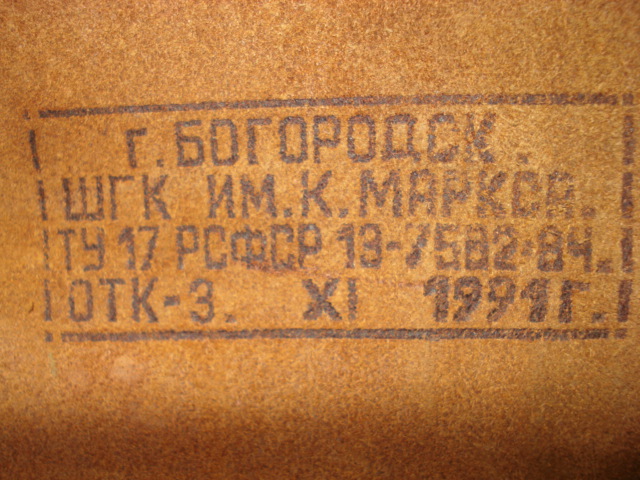 г. БОГОРОДСК.
ШГК ИМ. К. МАРКСА.
ТУ 17 РСФСР 19-7582-84.
ОТК-3. XI 1991г.